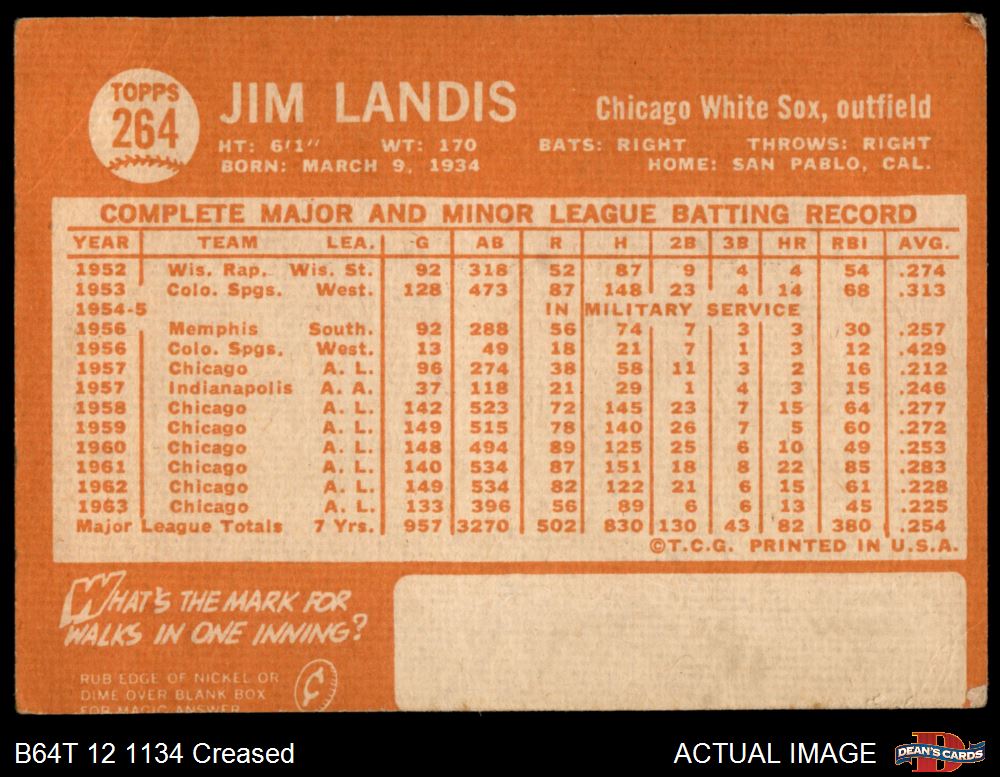 TOPPS
264
JIM LANDIS
Chicago White Sox, outfield
HT: 6'1" WT: 170 BATS: RIGHT THROWS: RIGHT
BORN: MARCH 9, 1934 HOME: SAN PABLO, CAL.
COMPLETE MAJOR AND MINOR LEAGUE BATTING RECORD
YEAR TEAM LEA. G AB R H 2B 3B HR RBI AVG.
1952 Wis. Rap. Wis. St. 92 318 52 87 9 4 4 54 .274
1953 Colo. Spgs. West. 128 473 87 148 23 4 14 68 .313
1954-5 IN MILITARY SERVICE
1956 Memphis South. 92 288 56 74 7 3 3 30 .257
1956 Colo. Spgs. West. 13 49 18 21 7 1 3 12 .429
1957 Chicago A. L. 96 274 38 58 11 3 2 16 .212
1957 Indianapolis A. A. 37 118 21 29 1 4 3 15 .246
1958 Chicago A. L. 142 523 72 145 23 7 15 64 .277
1959 Chicago A. L. 149 515 78 140 26 7 5 60 .272
1960 Chicago A. L. 148 494 89 125 25 6 10 49 .253
1961 Chicago A. L. 140 534 87 151 18 8 22 85 .283
1962 Chicago A. L. 149 534 82 122 21 6 15 61 .228
1963 Chicago A. L. 133 396 56 89 6 6 13 45 .225
Major League Totals 7 Yrs. 957 3270 502 830 130 43 82 380 .254
©T.C.G. PRINTED IN U.S.A.
WHAT'S THE MARK FOR
WALKS IN ONE INNING?
RUB EDGE OF NICKEL OR
DIME OVER BLANK BOX
FOR MAGIC ANSWER
¢
B64T 12 1134 Creased
ACTUAL IMAGE
DEAN'S CARDS